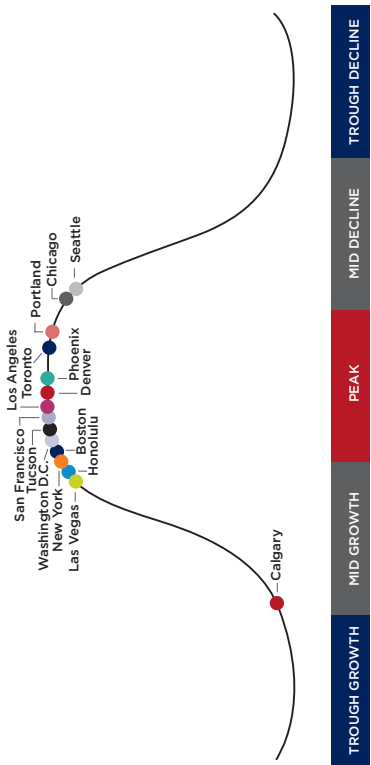 Calgary
Las Vegas
Honolulu
New York
Boston
Washington D.C.
Tucson
San Francisco
Los Angeles
Denver
Phoenix
Toronto
Portland
Chicago
Seattle
TROUGH GROWTH
MID GROWTH
PEAK
MID DECLINE
TROUGH DECLINE